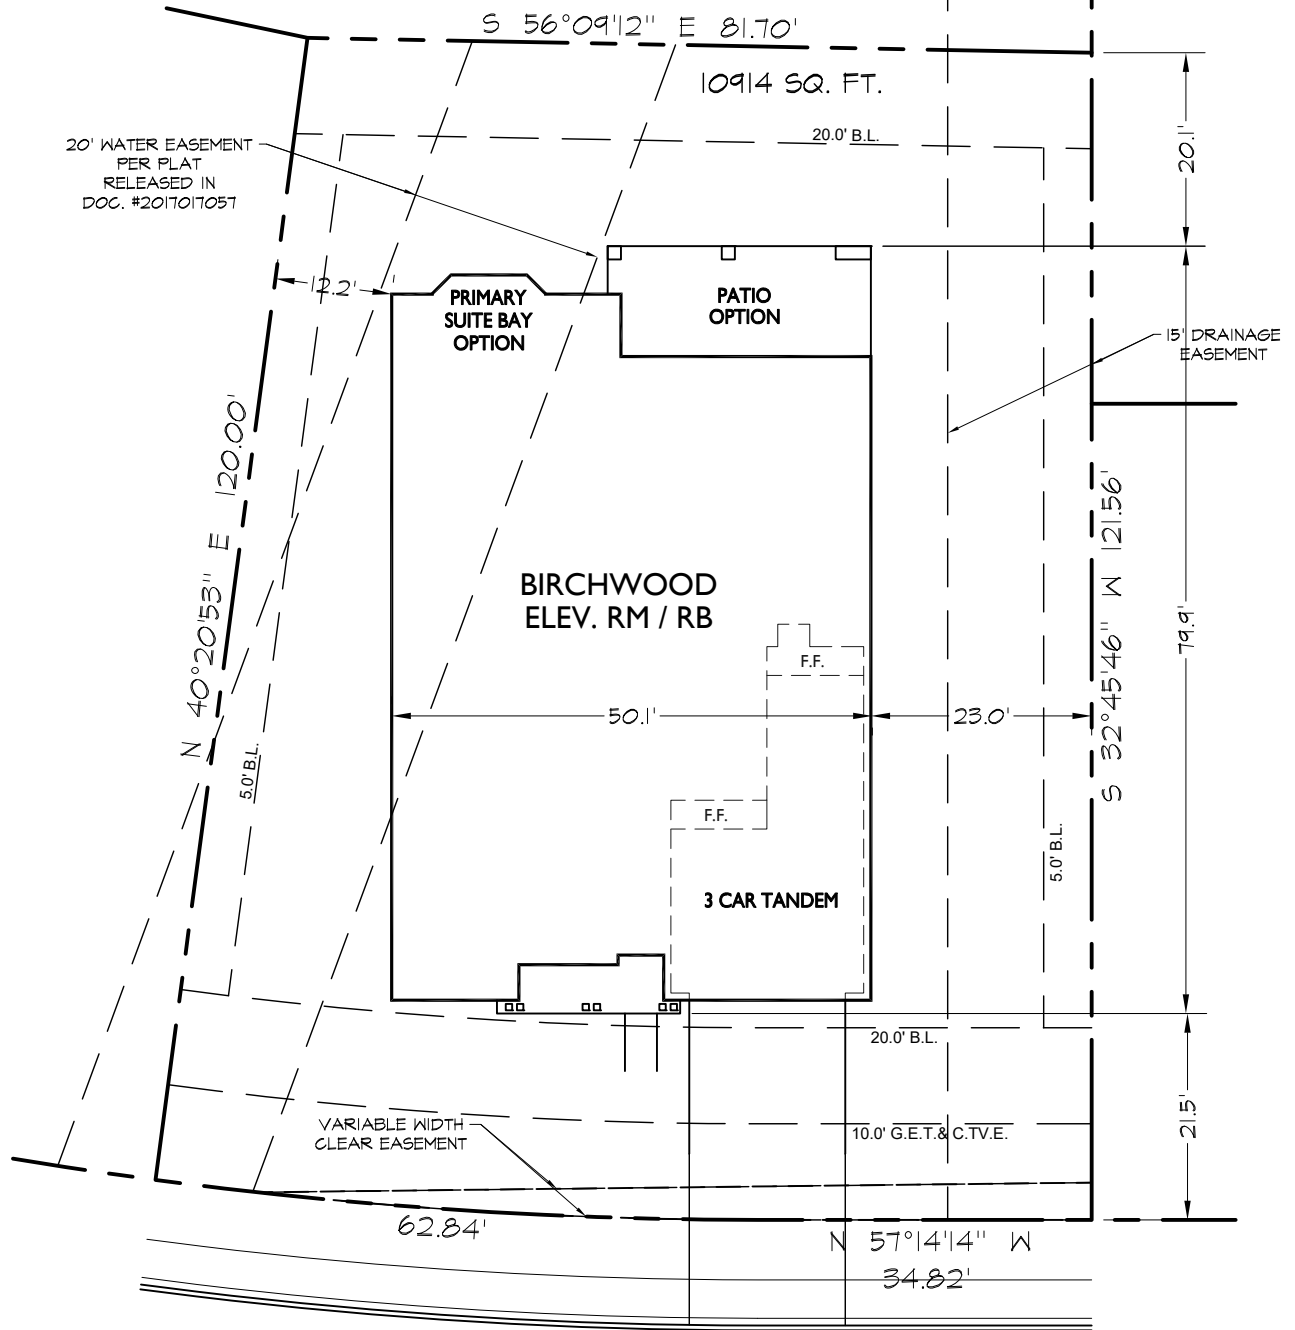 S 56°09'12" E 81.70'
10914 SQ. FT.
20.0' B.L.
20.1'
20' WATER EASEMENT
PER PLAT
RELEASED IN
DOC. #2017017057
12.2'
PRIMARY
SUITE BAY
OPTION
PATIO
OPTION
15' DRAINAGE
EASEMENT
N 40°20'53" E 120.00'
S 32°45'46" W 121.56'
79.9'
BIRCHWOOD
ELEV. RM / RB
F.F.
50.1'
23.0'
5.0' B.L.
F.F.
5.0' B.L.
3 CAR TANDEM
20.0' B.L.
21.5'
VARIABLE WIDTH
CLEAR EASEMENT
10.0' G.E.T.& C.TV.E.
62.84'
N 57°14'14" W
34.82'